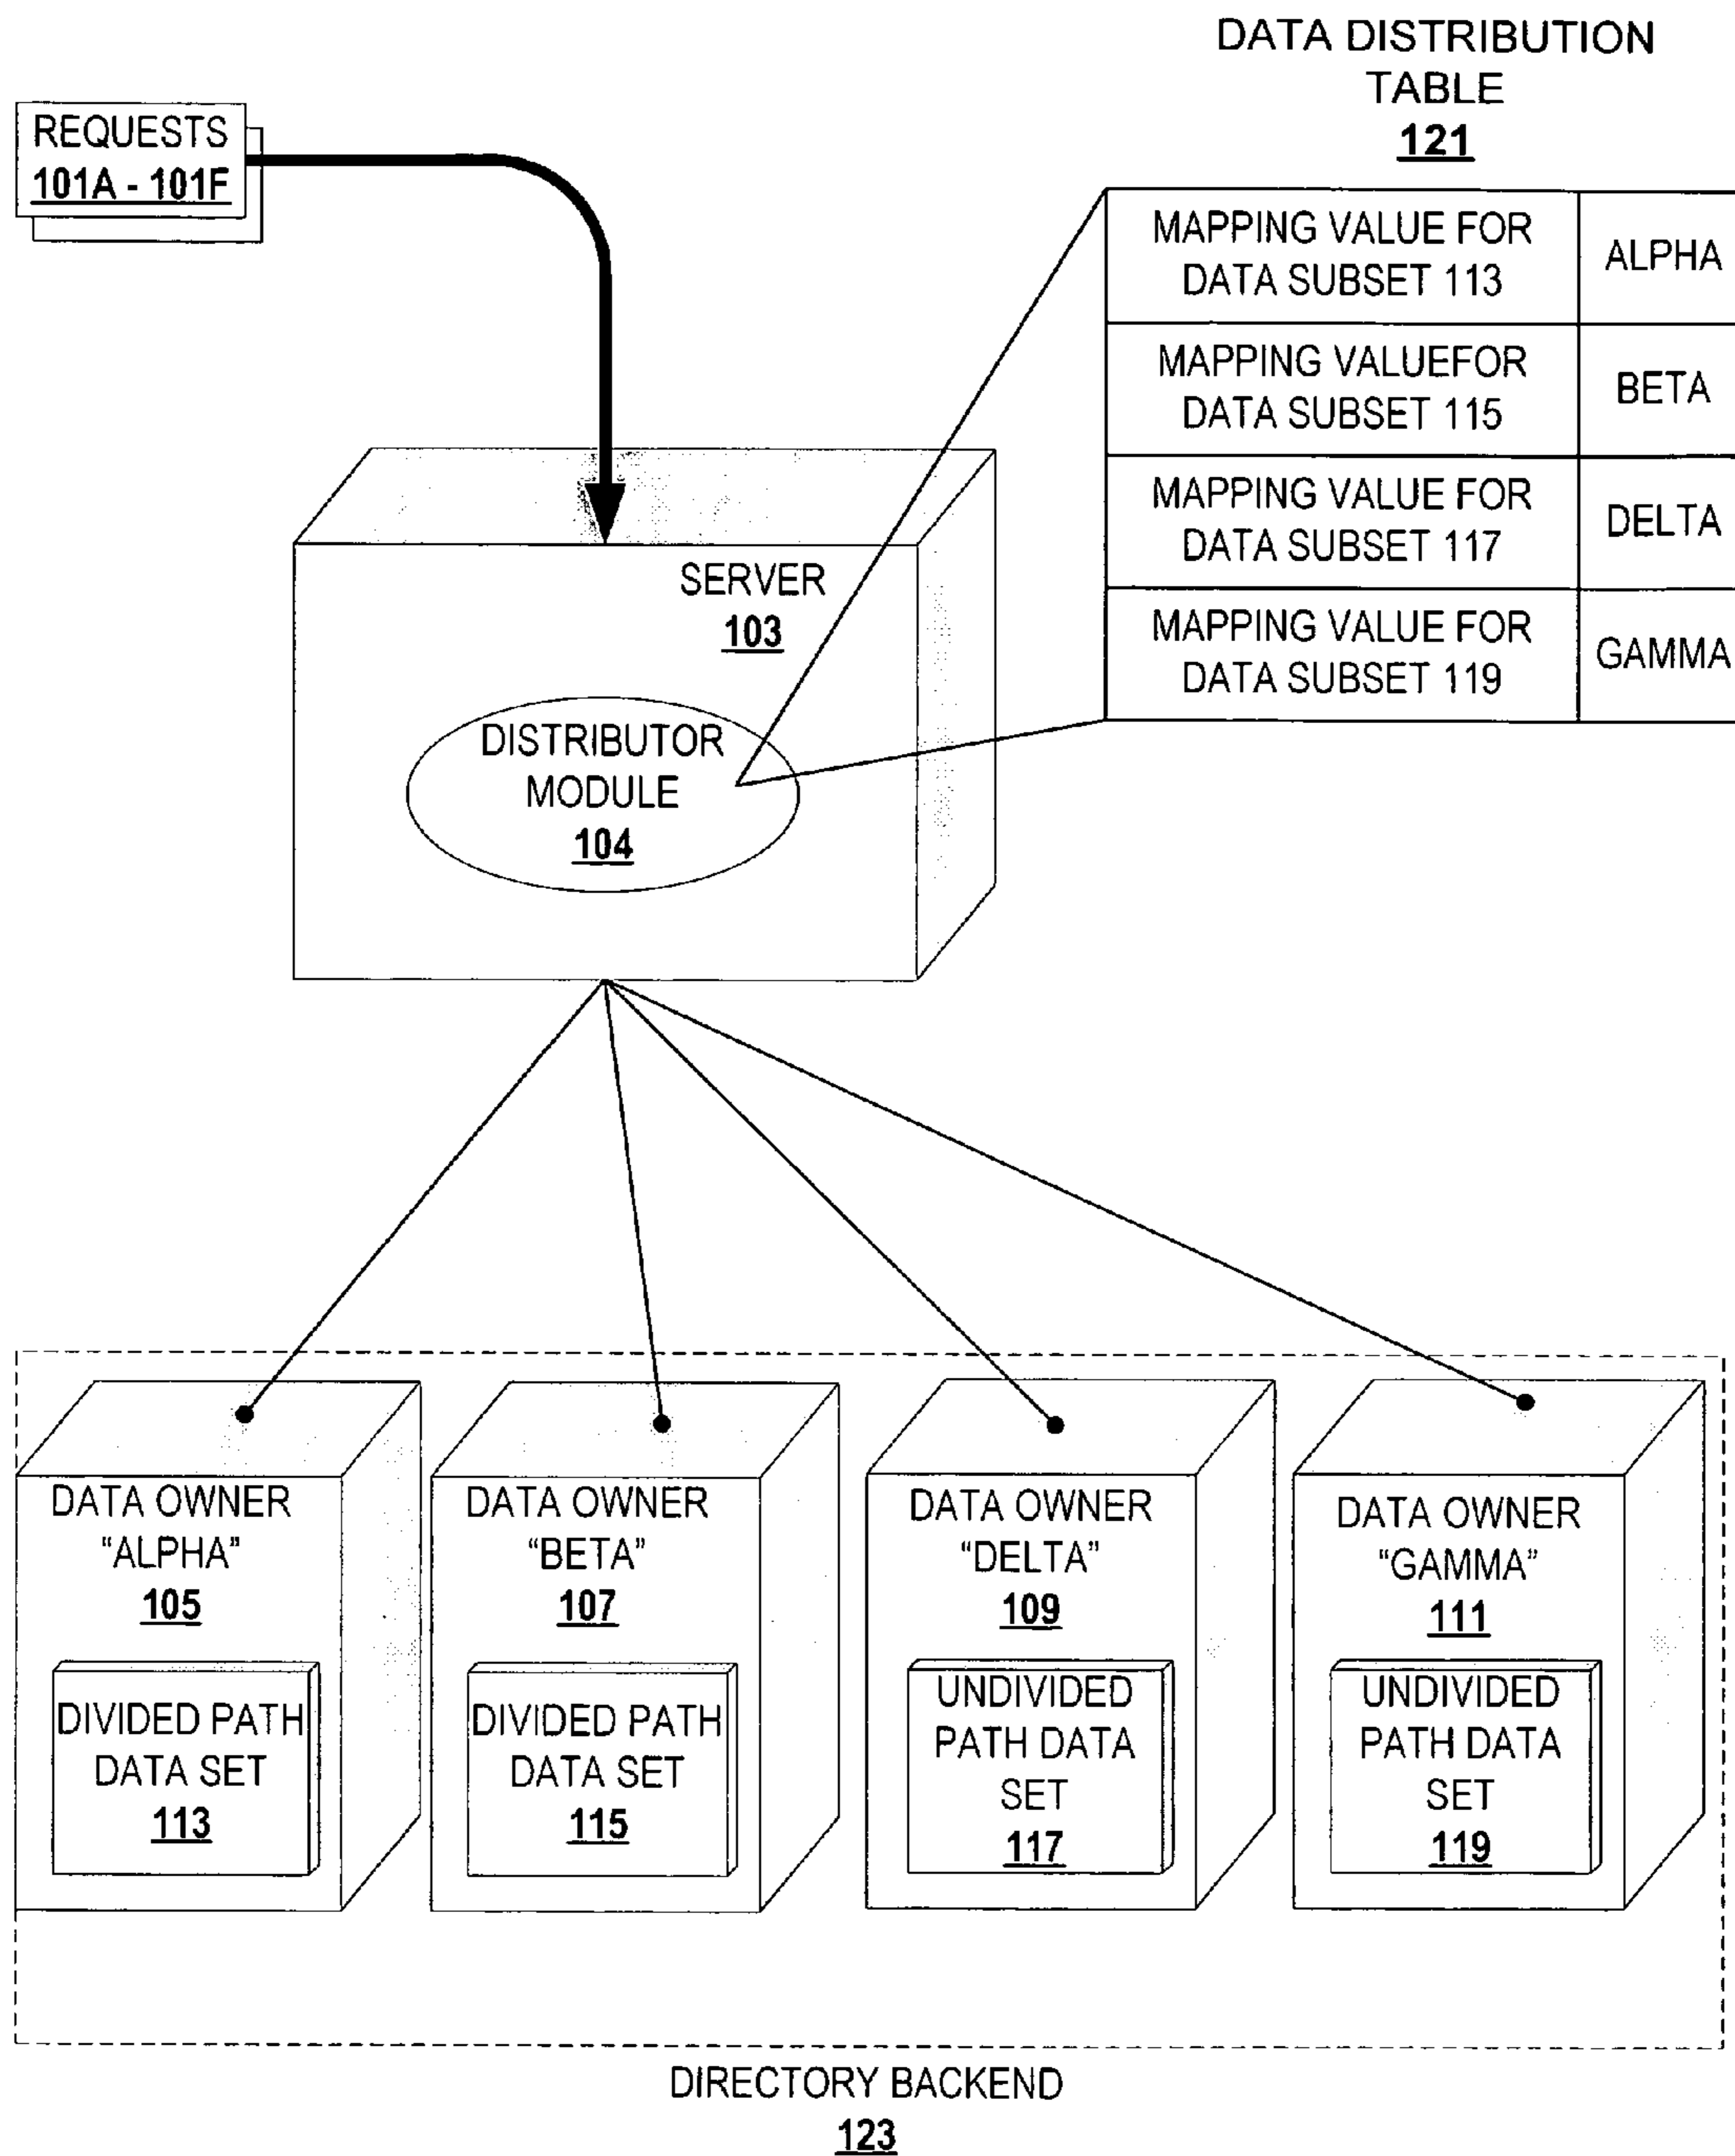 DATA DISTRIBUTION
TABLE
121
REQUESTS
101A - 101F
MAPPING VALUE FOR
DATA SUBSET 113
ALPHA
MAPPING VALUEFOR
DATA SUBSET 115
BETA
MAPPING VALUE FOR
DATA SUBSET 117
DELTA
MAPPING VALUE FOR
DATA SUBSET 119
GAMMA
SERVER
103
DISTRIBUTOR
MODULE
104
DATA OWNER
"ALPHA"
105
DIVIDED PATH
DATA SET
113
DATA OWNER
"BETA"
107
DIVIDED PATH
DATA SET
115
DATA OWNER
"DELTA"
109
UNDIVIDED
PATH DATA
SET
117
DATA OWNER
"GAMMA"
111
UNDIVIDED
PATH DATA
SET
119
DIRECTORY BACKEND
123